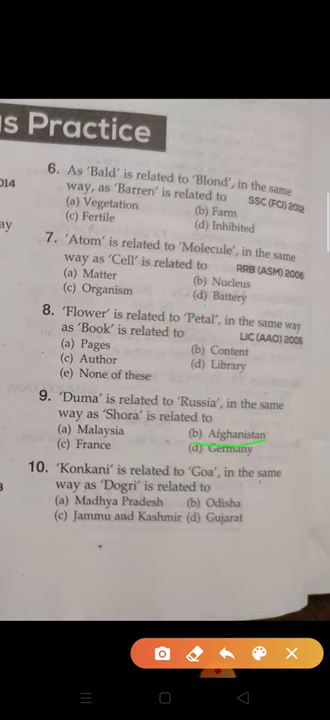 s Practice
014
ay
6. As 'Bald' is related to 'Blond', in the same
way, as 'Barren' is related to SSC (FCI) 2012
(a) Vegetation (b) Farm
(c) Fertile (d) Inhibited
7. 'Atom' is related to 'Molecule', in the same
way as 'Cell' is related to RRB (ASM) 2006
(a) Matter (b) Nucleus
(c) Organism (d) Battery
8. 'Flower' is related to 'Petal', in the same way
as 'Book' is related to LIC (AAO) 2005
(a) Pages (b) Content
(c) Author (d) Library
(e) None of these
9. 'Duma' is related to 'Russia', in the same
way as 'Shora' is related to
(a) Malaysia (b) Afghanistan
(c) France (d) Germany
10. 'Konkani' is related to 'Goa', in the same
way as 'Dogri' is related to
(a) Madhya Pradesh (b) Odisha
(c) Jammu and Kashmir (d) Gujarat